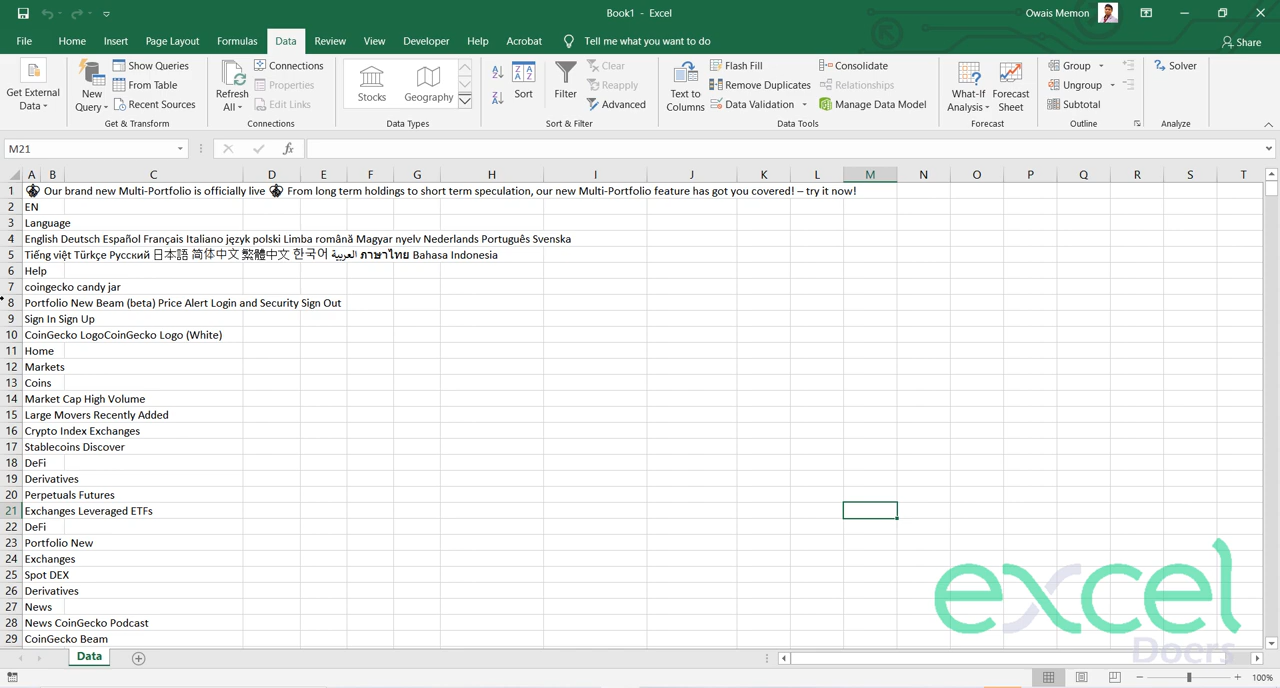 Book1 - Excel
Owais Memon
File Home Insert Page Layout Formulas Data Review View Developer Help Acrobat Tell me what you want to do
Share
Get External Data
New Query
Show Queries
From Table
Recent Sources
Get & Transform
Refresh All
Connections
Properties
Edit Links
Connections
Stocks
Geography
Data Types
Sort
Filter
Clear
Reapply
Advanced
Sort & Filter
Text to Columns
Flash Fill
Remove Duplicates
Data Validation
Consolidate
Relationships
Manage Data Model
Data Tools
What-If Analysis
Forecast Sheet
Forecast
Group
Ungroup
Subtotal
Outline
Solver
Analyze
M21
fx
A B C D E F G H I J K L M N O P Q R S T
1 Our brand new Multi-Portfolio is officially live From long term holdings to short term speculation, our new Multi-Portfolio feature has got you covered! – try it now!
2 EN
3 Language
4 English Deutsch Español Français Italiano język polski Limba română Magyar nyelv Nederlands Português Svenska
5 Tiếng việt Türkçe Русский 日本語 简体中文 繁體中文 한국어 العربية ภาษาไทย Bahasa Indonesia
6 Help
7 coingecko candy jar
8 Portfolio New Beam (beta) Price Alert Login and Security Sign Out
9 Sign In Sign Up
10 CoinGecko LogoCoinGecko Logo (White)
11 Home
12 Markets
13 Coins
14 Market Cap High Volume
15 Large Movers Recently Added
16 Crypto Index Exchanges
17 Stablecoins Discover
18 DeFi
19 Derivatives
20 Perpetuals Futures
21 Exchanges Leveraged ETFs
22 DeFi
23 Portfolio New
24 Exchanges
25 Spot DEX
26 Derivatives
27 News
28 News CoinGecko Podcast
29 CoinGecko Beam
excel
Doers
Data
100%